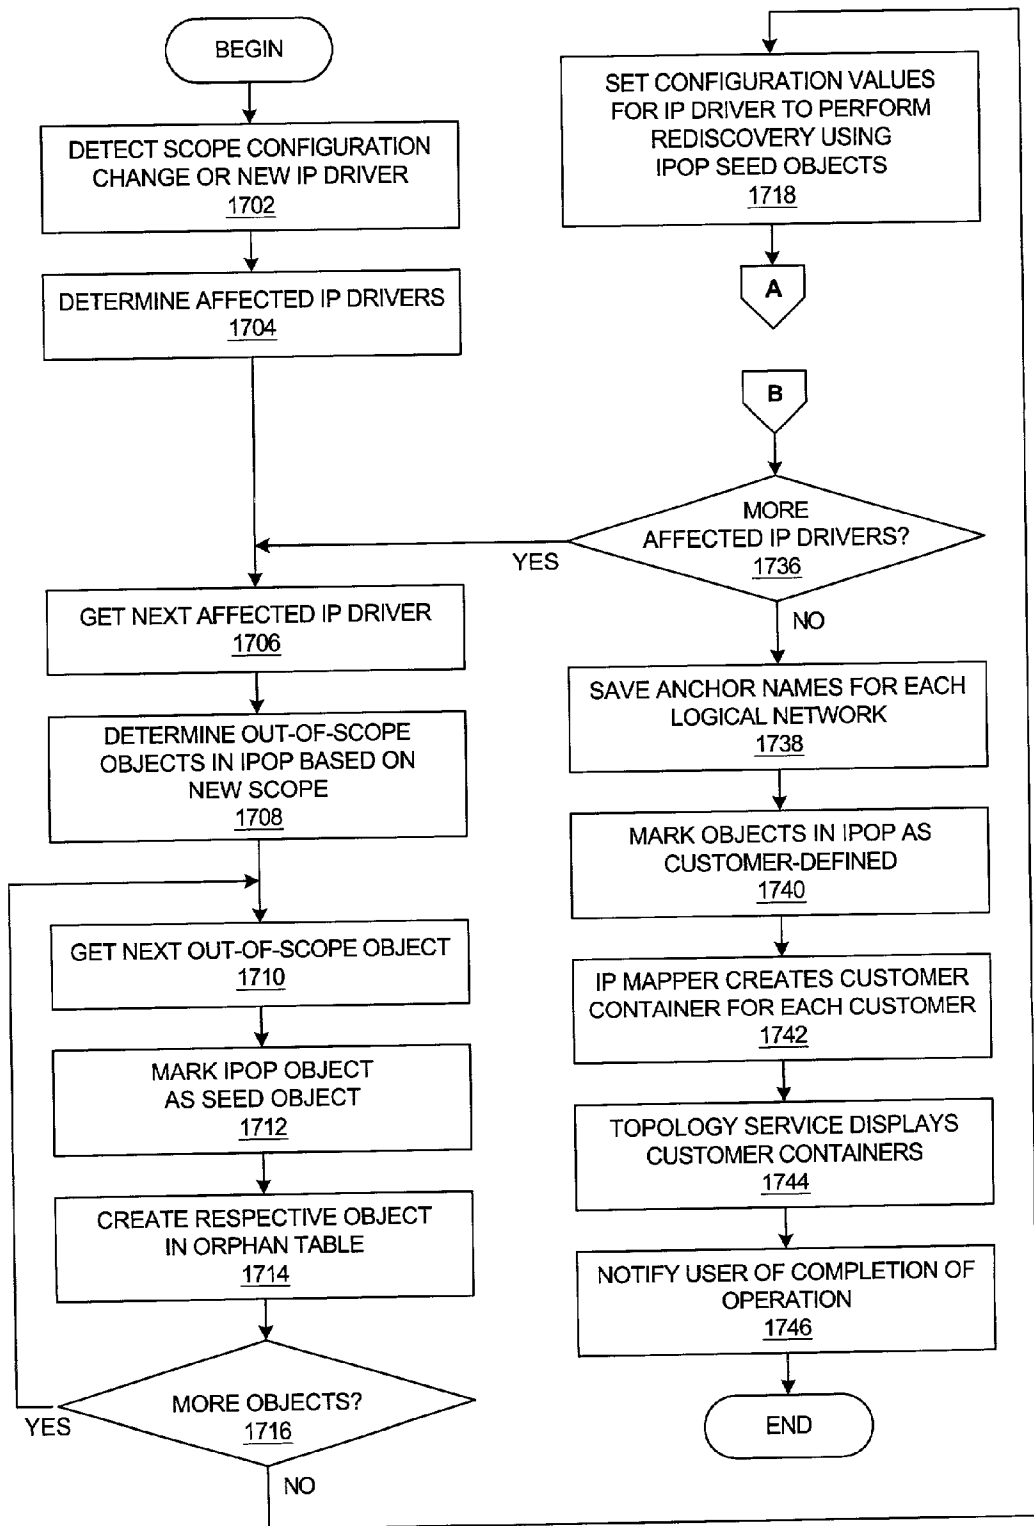 BEGIN
DETECT SCOPE CONFIGURATION
CHANGE OR NEW IP DRIVER
1702
DETERMINE AFFECTED IP DRIVERS
1704
GET NEXT AFFECTED IP DRIVER
1706
DETERMINE OUT-OF-SCOPE
OBJECTS IN IPOP BASED ON
NEW SCOPE
1708
GET NEXT OUT-OF-SCOPE OBJECT
1710
MARK IPOP OBJECT
AS SEED OBJECT
1712
CREATE RESPECTIVE OBJECT
IN ORPHAN TABLE
1714
MORE OBJECTS?
1716
YES
NO
SET CONFIGURATION VALUES
FOR IP DRIVER TO PERFORM
REDISCOVERY USING
IPOP SEED OBJECTS
1718
A
B
MORE
AFFECTED IP DRIVERS?
1736
YES
NO
SAVE ANCHOR NAMES FOR EACH
LOGICAL NETWORK
1738
MARK OBJECTS IN IPOP AS
CUSTOMER-DEFINED
1740
IP MAPPER CREATES CUSTOMER
CONTAINER FOR EACH CUSTOMER
1742
TOPOLOGY SERVICE DISPLAYS
CUSTOMER CONTAINERS
1744
NOTIFY USER OF COMPLETION OF
OPERATION
1746
END